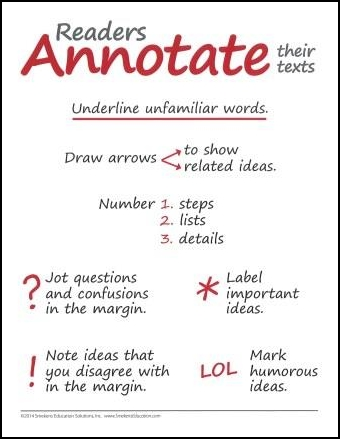 Readers
Annotate their texts
Underline unfamiliar words.
Draw arrows to show
related ideas.
Number 1. steps
2. lists
3. details
? Jot questions
and confusions
in the margin.
* Label
important
ideas.
! Note ideas that
you disagree with
in the margin.
LOL Mark
humorous
ideas.
©2014 Smekens Education Solutions, Inc. www.SmekensEducation.com